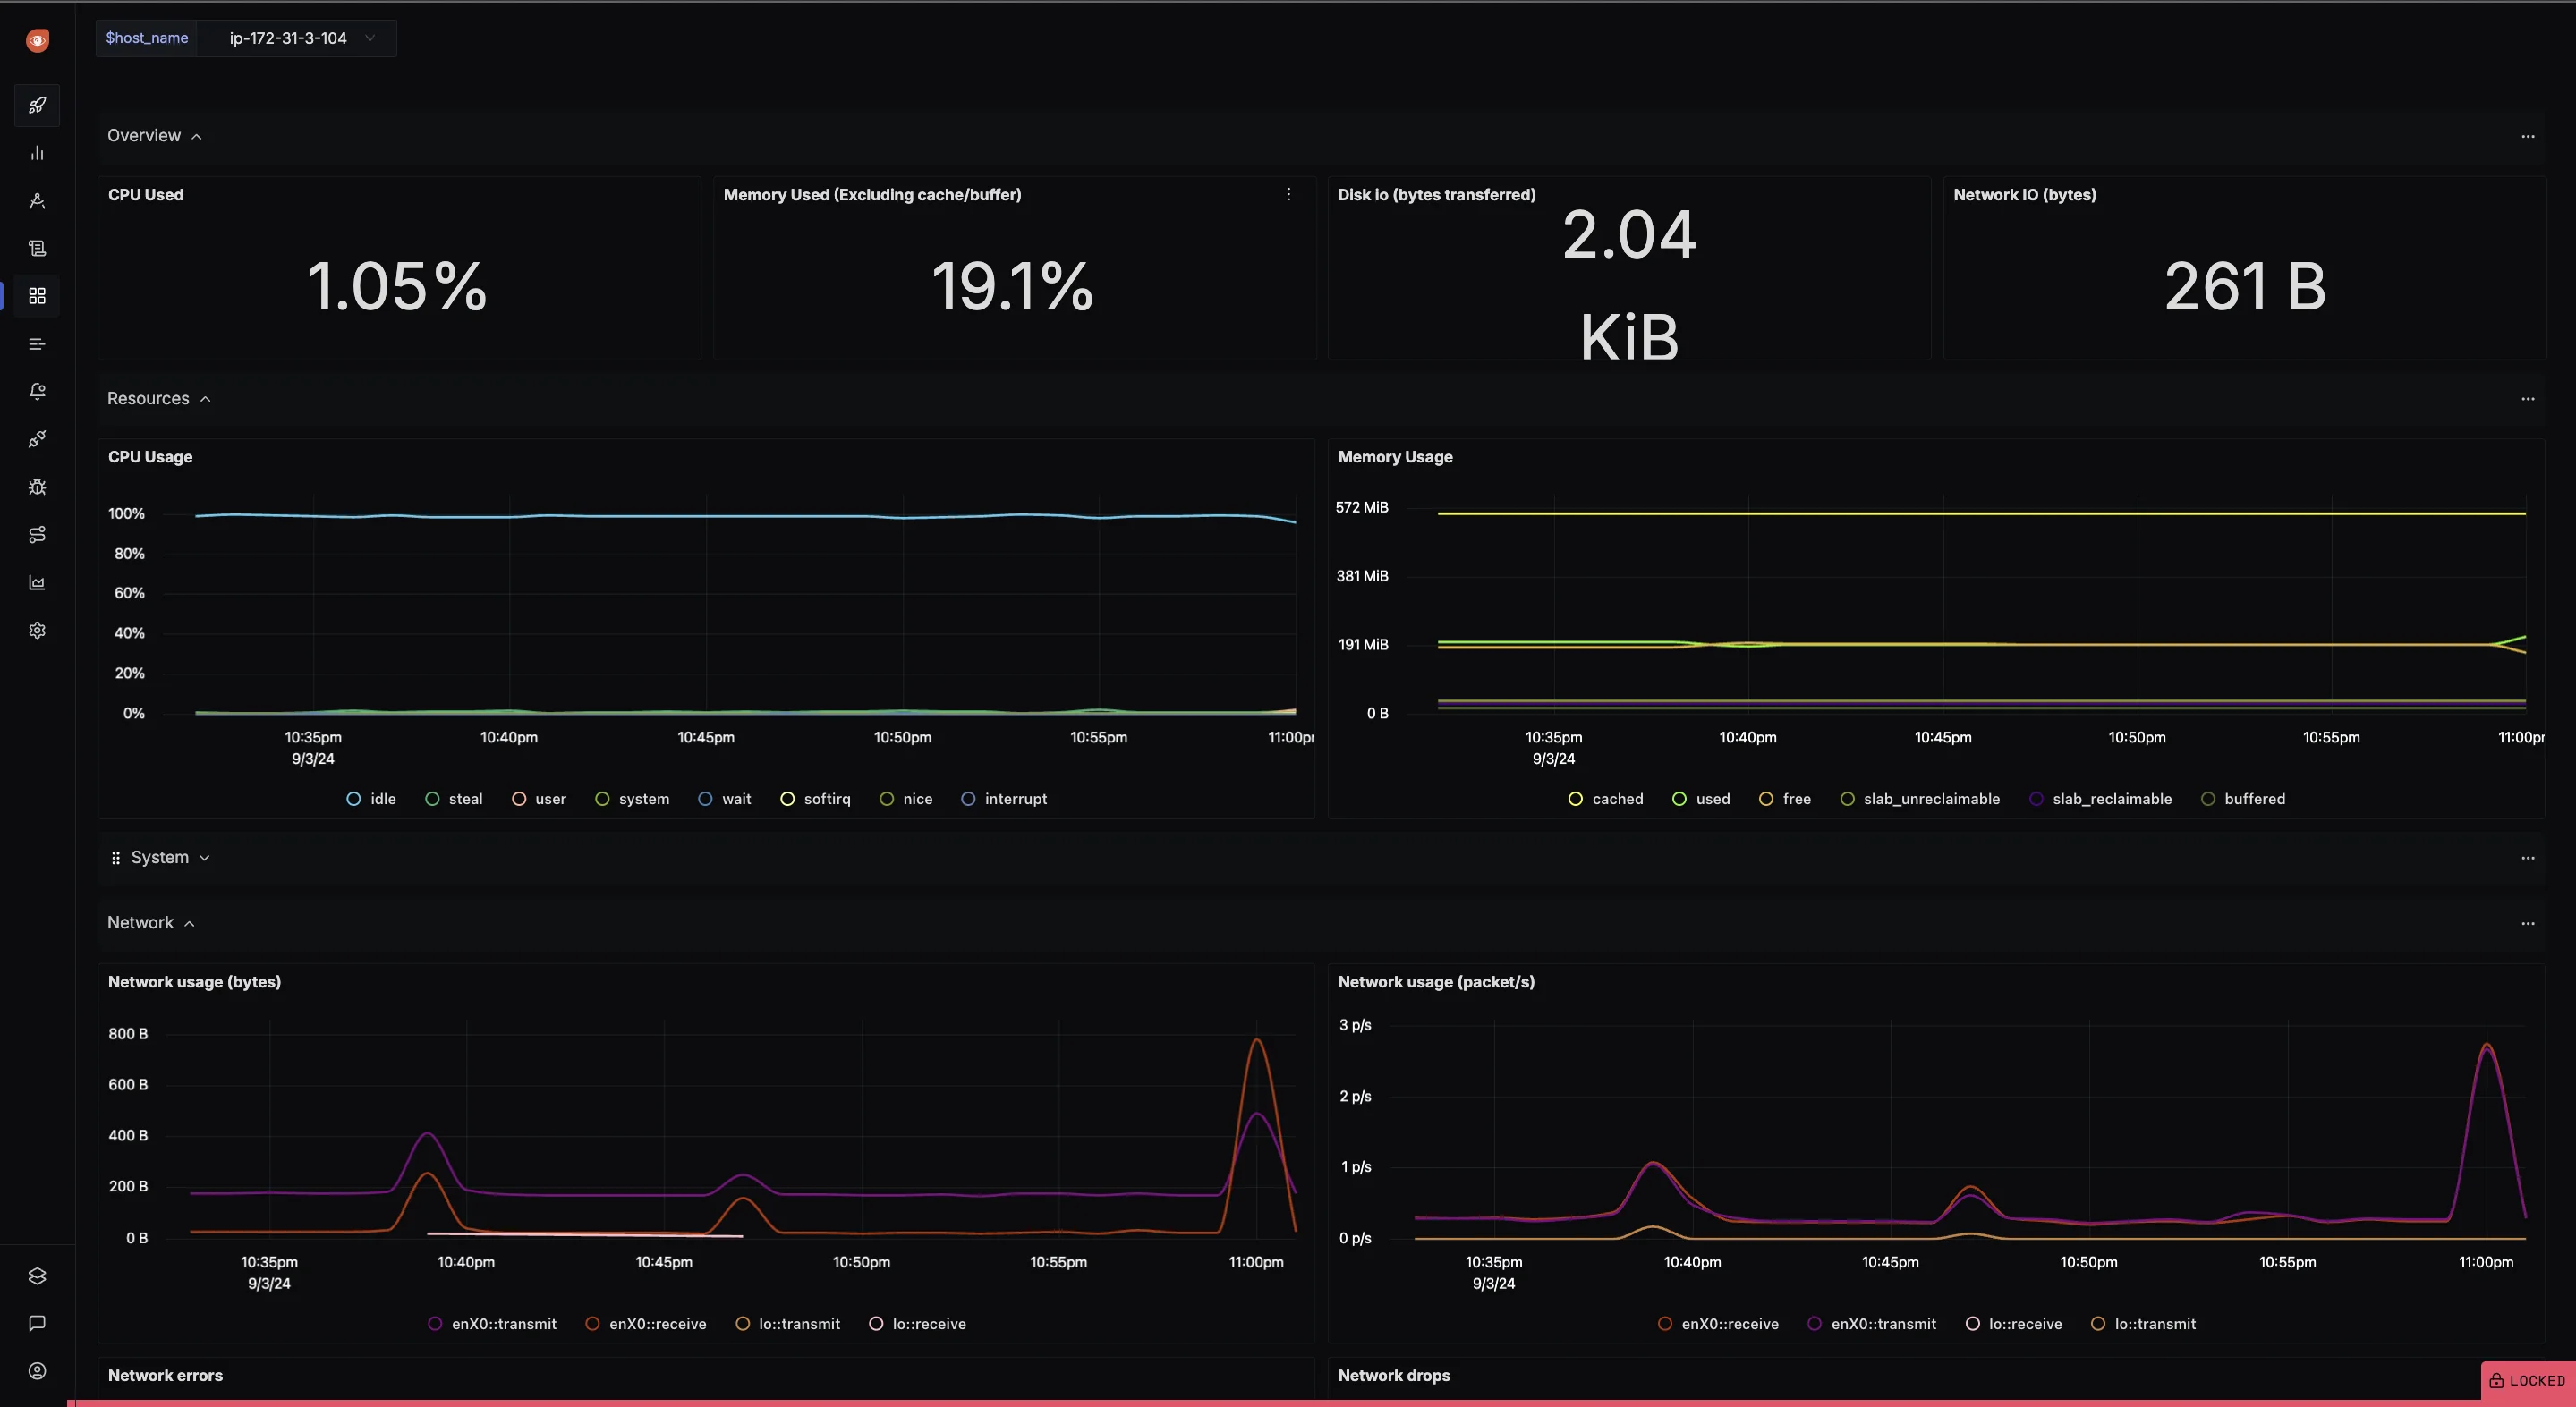 $host_name ip-172-31-3-104
Overview
CPU Used
1.05%
Memory Used (Excluding cache/buffer)
19.1%
Disk io (bytes transferred)
2.04
KiB
Network IO (bytes)
261 B
Resources
CPU Usage
100%
80%
60%
40%
20%
0%
10:35pm 10:40pm 10:45pm 10:50pm 10:55pm 11:00pm
9/3/24
idle steal user system wait softirq nice interrupt
Memory Usage
572 MiB
381 MiB
191 MiB
0 B
10:35pm 10:40pm 10:45pm 10:50pm 10:55pm 11:00pm
9/3/24
cached used free slab_unreclaimable slab_reclaimable buffered
System
Network
Network usage (bytes)
800 B
600 B
400 B
200 B
0 B
10:35pm 10:40pm 10:45pm 10:50pm 10:55pm 11:00pm
9/3/24
enX0::transmit enX0::receive lo::transmit lo::receive
Network usage (packet/s)
3 p/s
2 p/s
1 p/s
0 p/s
10:35pm 10:40pm 10:45pm 10:50pm 10:55pm 11:00pm
9/3/24
enX0::receive enX0::transmit lo::receive lo::transmit
Network errors
Network drops
LOCKED